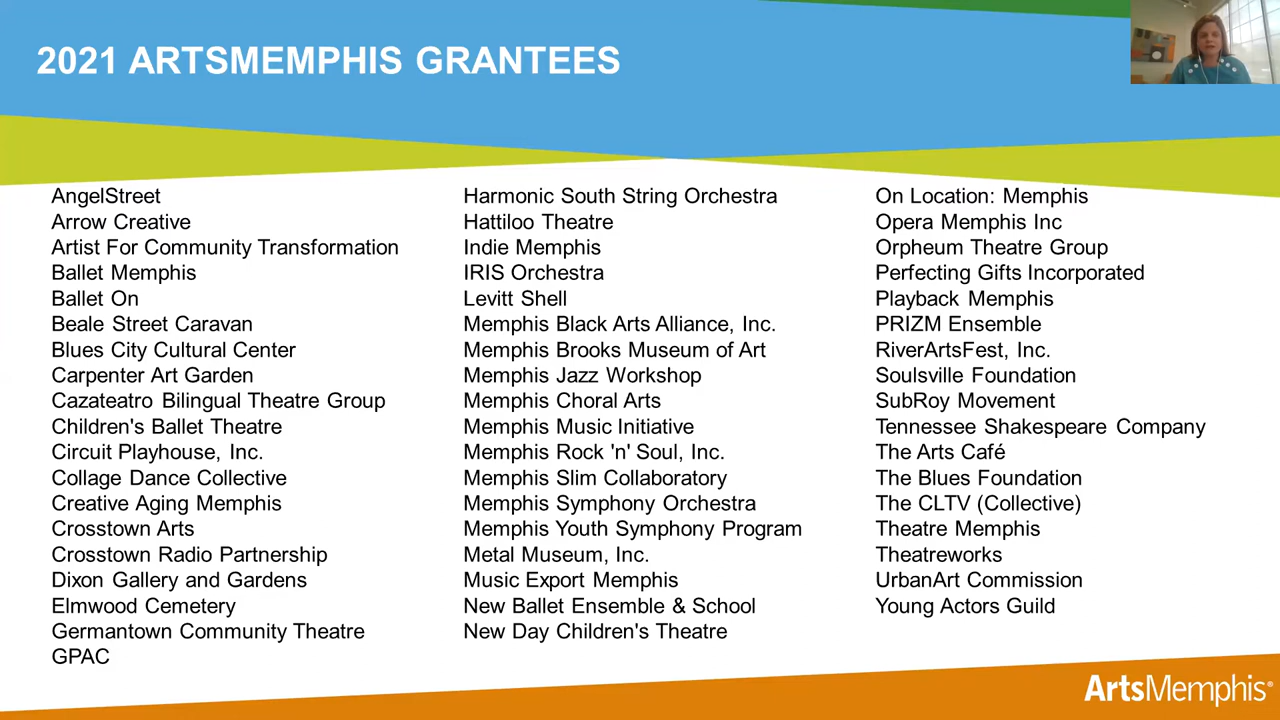 2021 ARTSMEMPHIS GRANTEES
AngelStreet
Arrow Creative
Artist For Community Transformation
Ballet Memphis
Ballet On
Beale Street Caravan
Blues City Cultural Center
Carpenter Art Garden
Cazateatro Bilingual Theatre Group
Children's Ballet Theatre
Circuit Playhouse, Inc.
Collage Dance Collective
Creative Aging Memphis
Crosstown Arts
Crosstown Radio Partnership
Dixon Gallery and Gardens
Elmwood Cemetery
Germantown Community Theatre
GPAC
Harmonic South String Orchestra
Hattiloo Theatre
Indie Memphis
IRIS Orchestra
Levitt Shell
Memphis Black Arts Alliance, Inc.
Memphis Brooks Museum of Art
Memphis Jazz Workshop
Memphis Choral Arts
Memphis Music Initiative
Memphis Rock 'n' Soul, Inc.
Memphis Slim Collaboratory
Memphis Symphony Orchestra
Memphis Youth Symphony Program
Metal Museum, Inc.
Music Export Memphis
New Ballet Ensemble & School
New Day Children's Theatre
On Location: Memphis
Opera Memphis Inc
Orpheum Theatre Group
Perfecting Gifts Incorporated
Playback Memphis
PRIZM Ensemble
RiverArtsFest, Inc.
Soulsville Foundation
SubRoy Movement
Tennessee Shakespeare Company
The Arts Café
The Blues Foundation
The CLTV (Collective)
Theatre Memphis
Theatreworks
UrbanArt Commission
Young Actors Guild
ArtsMemphis®